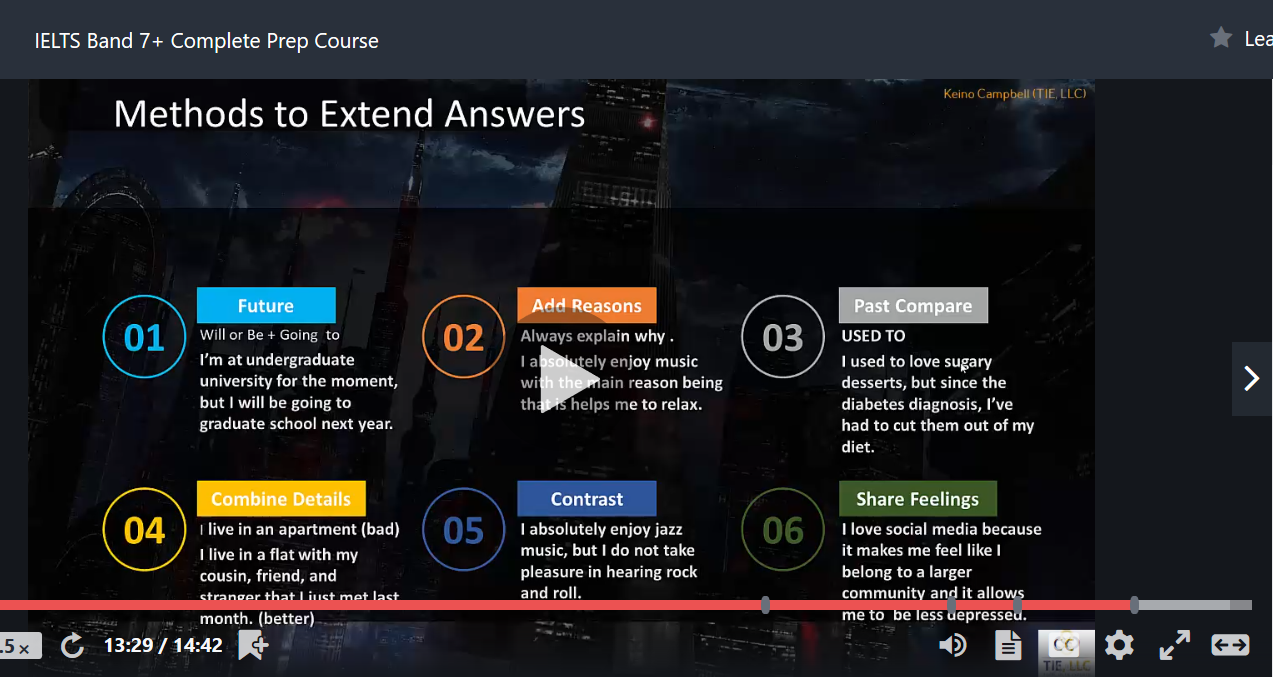 IELTS Band 7+ Complete Prep Course
Lea
Keino Campbell (TIE, LLC)
Methods to Extend Answers
01
Future
Will or Be + Going to
I'm at undergraduate
university for the moment,
but I will be going to
graduate school next year.
02
Add Reasons
Always explain why .
I absolutely enjoy music
with the main reason being
that is helps me to relax.
03
Past Compare
USED TO
I used to love sugary
desserts, but since the
diabetes diagnosis, I've
had to cut them out of my
diet.
04
Combine Details
I live in an apartment (bad)
I live in a flat with my
cousin, friend, and
stranger that I just met last
month. (better)
05
Contrast
I absolutely enjoy jazz
music, but I do not take
pleasure in hearing rock
and roll.
06
Share Feelings
I love social media because
it makes me feel like I
belong to a larger
community and it allows
me to be less depressed.
.5 x
13:29 / 14:42
CC
TIE, LLC